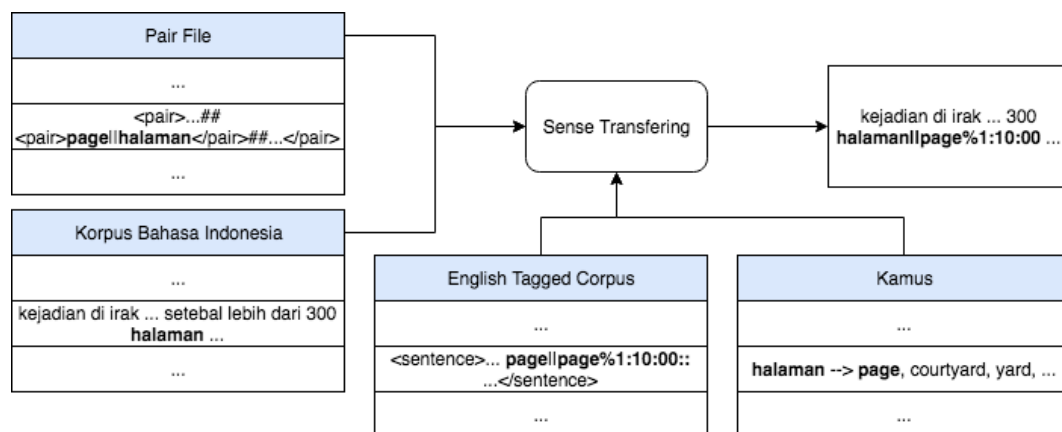 Pair File
...
<pair>...##
<pair>page||halaman</pair>##...</pair>
...
Korpus Bahasa Indonesia
...
kejadian di irak ... setebal lebih dari 300
halaman ...
...
Sense Transfering
kejadian di irak ... 300
halaman||page%1:10:00 ...
English Tagged Corpus
...
<sentence>... page||page%1:10:00::
...</sentence>
...
Kamus
...
halaman --> page, courtyard, yard, ...
...